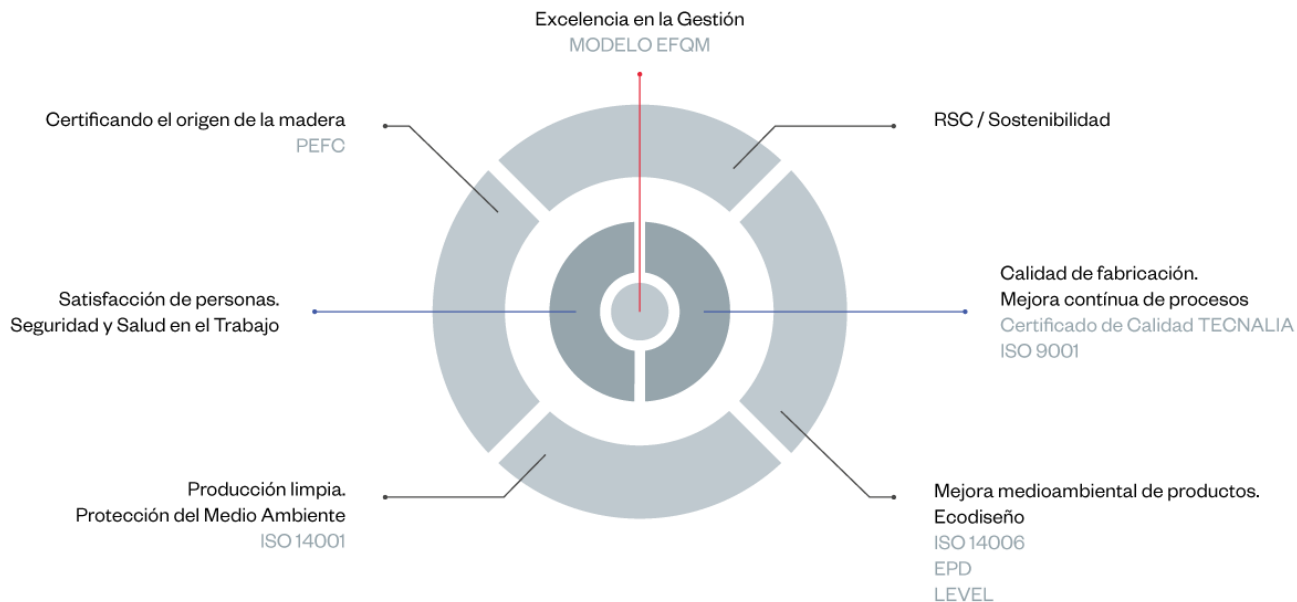 Excelencia en la Gestión
MODELO EFQM
Certificando el origen de la madera
PEFC
RSC / Sostenibilidad
Satisfacción de personas.
Seguridad y Salud en el Trabajo
Calidad de fabricación.
Mejora contínua de procesos
Certificado de Calidad TECNALIA
ISO 9001
Producción limpia.
Protección del Medio Ambiente
ISO 14001
Mejora medioambiental de productos.
Ecodiseño
ISO 14006
EPD
LEVEL